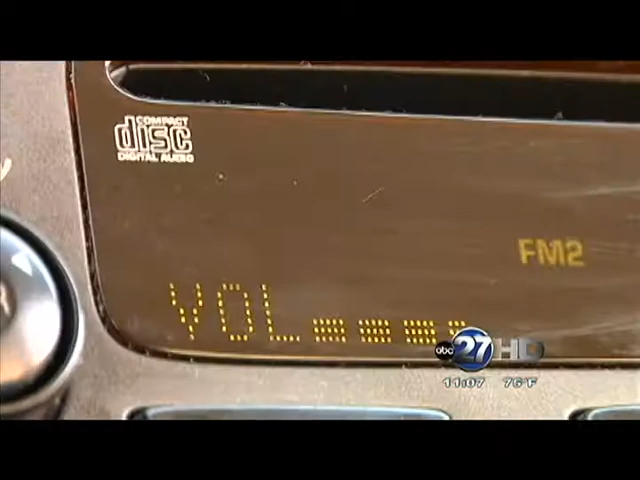 COMPACT
disc
DIGITAL AUDIO
FM2
VOL
abc 27 HD
11:07 76°F